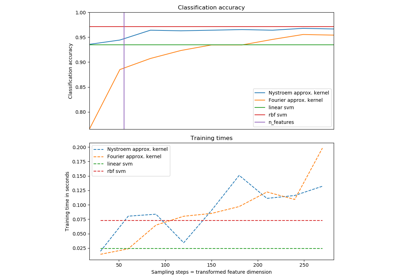 Classification accuracy
1.00
0.95
0.90
0.85
0.80
Classification accuracy
Nystroem approx. kernel
Fourier approx. kernel
linear svm
rbf svm
n_features
Training times
0.200
0.175
0.150
0.125
0.100
0.075
0.050
0.025
Training time in seconds
Nystroem approx. kernel
Fourier approx. kernel
linear svm
rbf svm
50 100 150 200 250
Sampling steps = transformed feature dimension